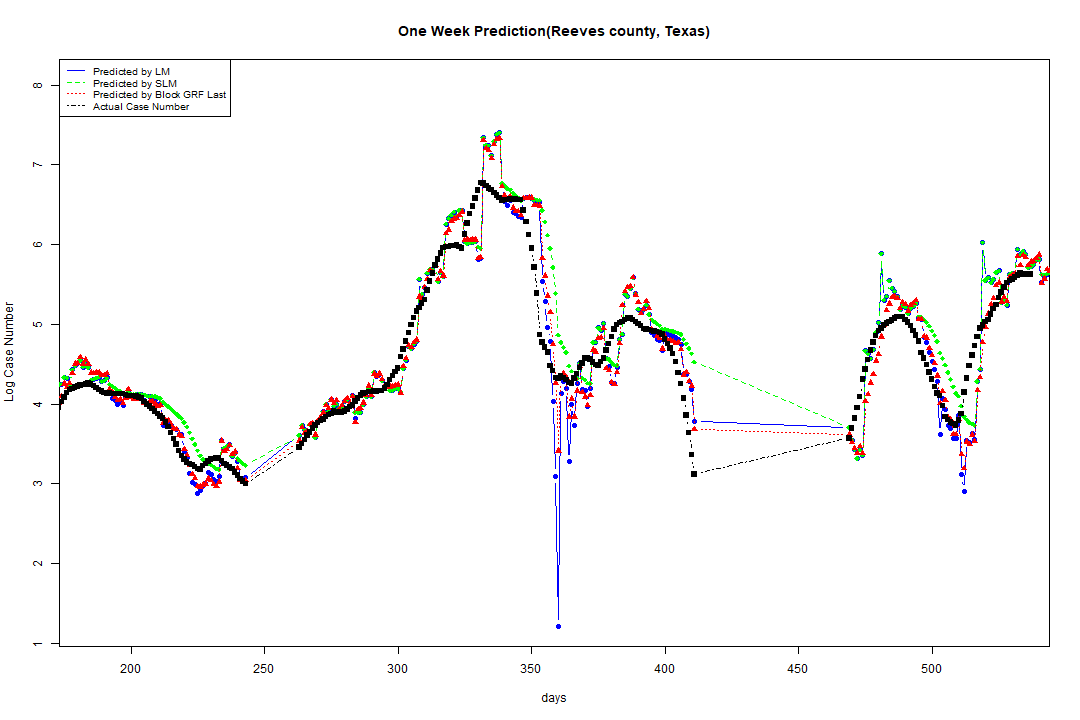 One Week Prediction(Reeves county, Texas)
Predicted by LM
Predicted by SLM
Predicted by Block GRF Last
Actual Case Number
8
7
6
5
4
3
2
1
Log Case Number
200 250 300 350 400 450 500
days